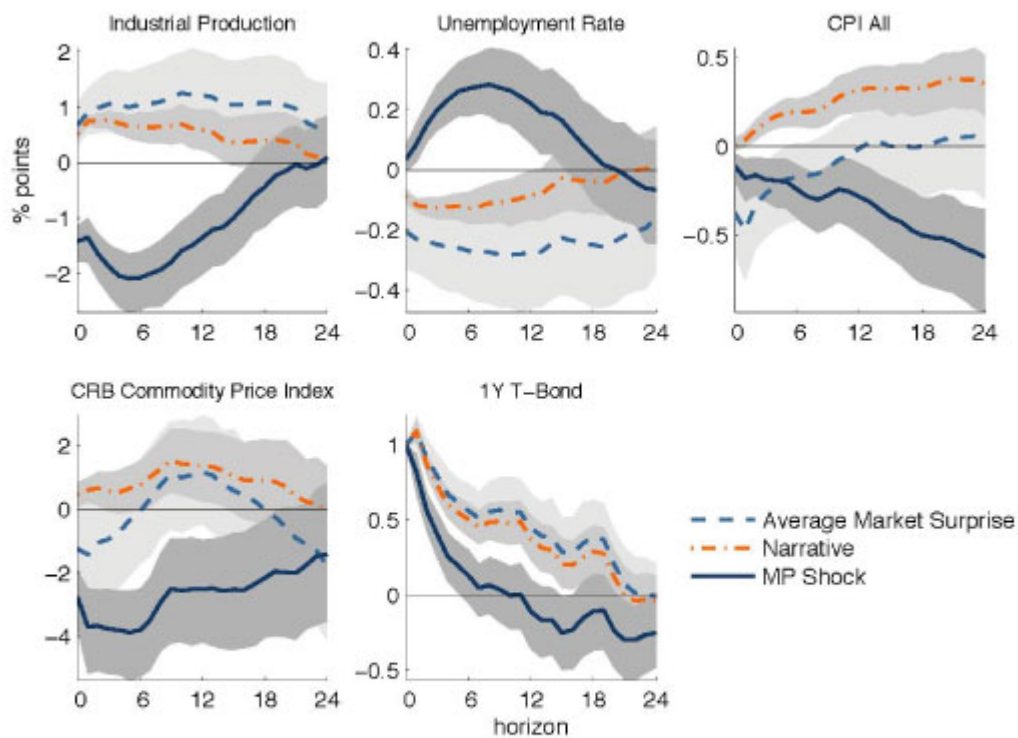 Industrial Production
Unemployment Rate
CPI All
% points
2
1
0
−1
−2
0 6 12 18 24
0.4
0.2
0
−0.2
−0.4
0 6 12 18 24
0.5
0
−0.5
0 6 12 18 24
CRB Commodity Price Index
1Y T−Bond
2
0
−2
−4
0 6 12 18 24
1
0.5
0
−0.5
0 6 12 18 24
horizon
Average Market Surprise
Narrative
MP Shock